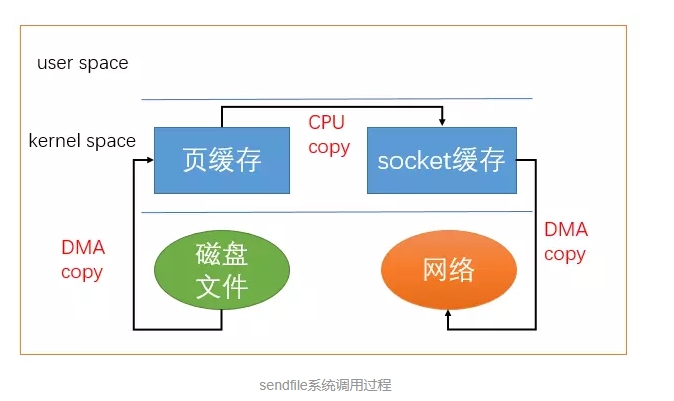 user space
kernel space
CPU
copy
页缓存
socket缓存
DMA
copy
磁盘
文件
网络
DMA
copy
sendfile系统调用过程